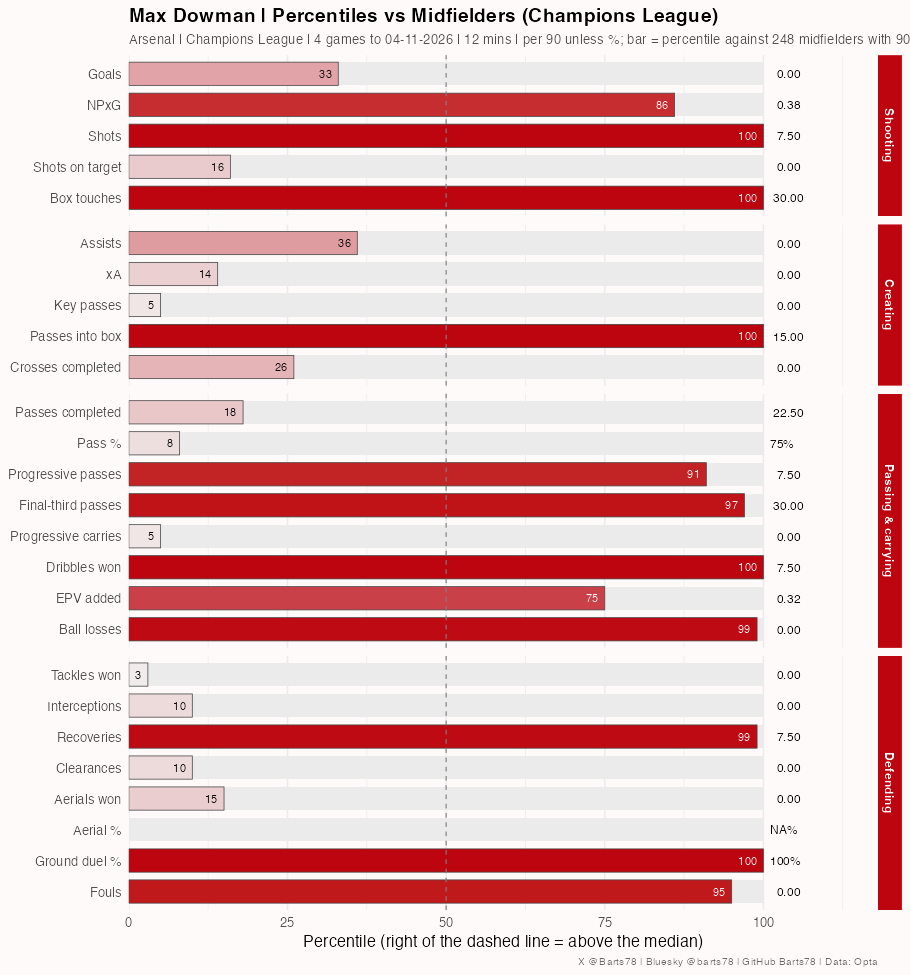 Max Dowman | Percentiles vs Midfielders (Champions League)
Arsenal | Champions League | 4 games to 04-11-2026 | 12 mins | per 90 unless %; bar = percentile against 248 midfielders with 90
Goals 33 0.00
NPxG 86 0.38
Shots 100 7.50
Shots on target 16 0.00
Box touches 100 30.00
Shooting
Assists 36 0.00
xA 14 0.00
Key passes 5 0.00
Passes into box 100 15.00
Crosses completed 26 0.00
Creating
Passes completed 18 22.50
Pass % 8 75%
Progressive passes 91 7.50
Final-third passes 97 30.00
Progressive carries 5 0.00
Dribbles won 100 7.50
EPV added 75 0.32
Ball losses 99 0.00
Passing & carrying
Tackles won 3 0.00
Interceptions 10 0.00
Recoveries 99 7.50
Clearances 10 0.00
Aerials won 15 0.00
Aerial % NA%
Ground duel % 100 100%
Fouls 95 0.00
Defending
0 25 50 75 100
Percentile (right of the dashed line = above the median)
X @Barts78 | Bluesky @barts78 | GitHub Barts78 | Data: Opta